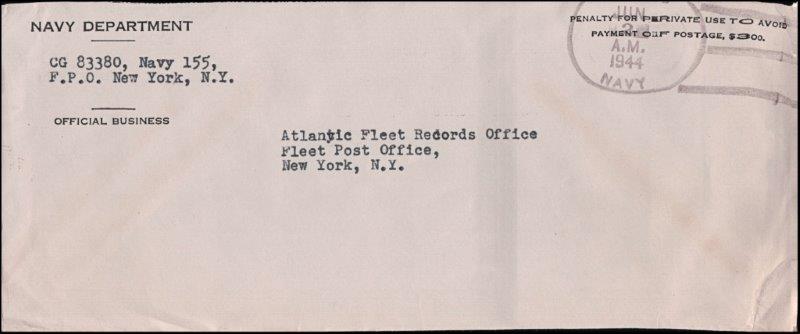 NAVY DEPARTMENT
CG 83380, Navy 155,
F.P.O. New York, N.Y.
OFFICIAL BUSINESS
JUN
A.M.
1944
NAVY
PENALTY FOR PRIVATE USE TO AVOID
PAYMENT OF POSTAGE, $300.
Atlantic Fleet Records Office
Fleet Post Office,
New York, N.Y.